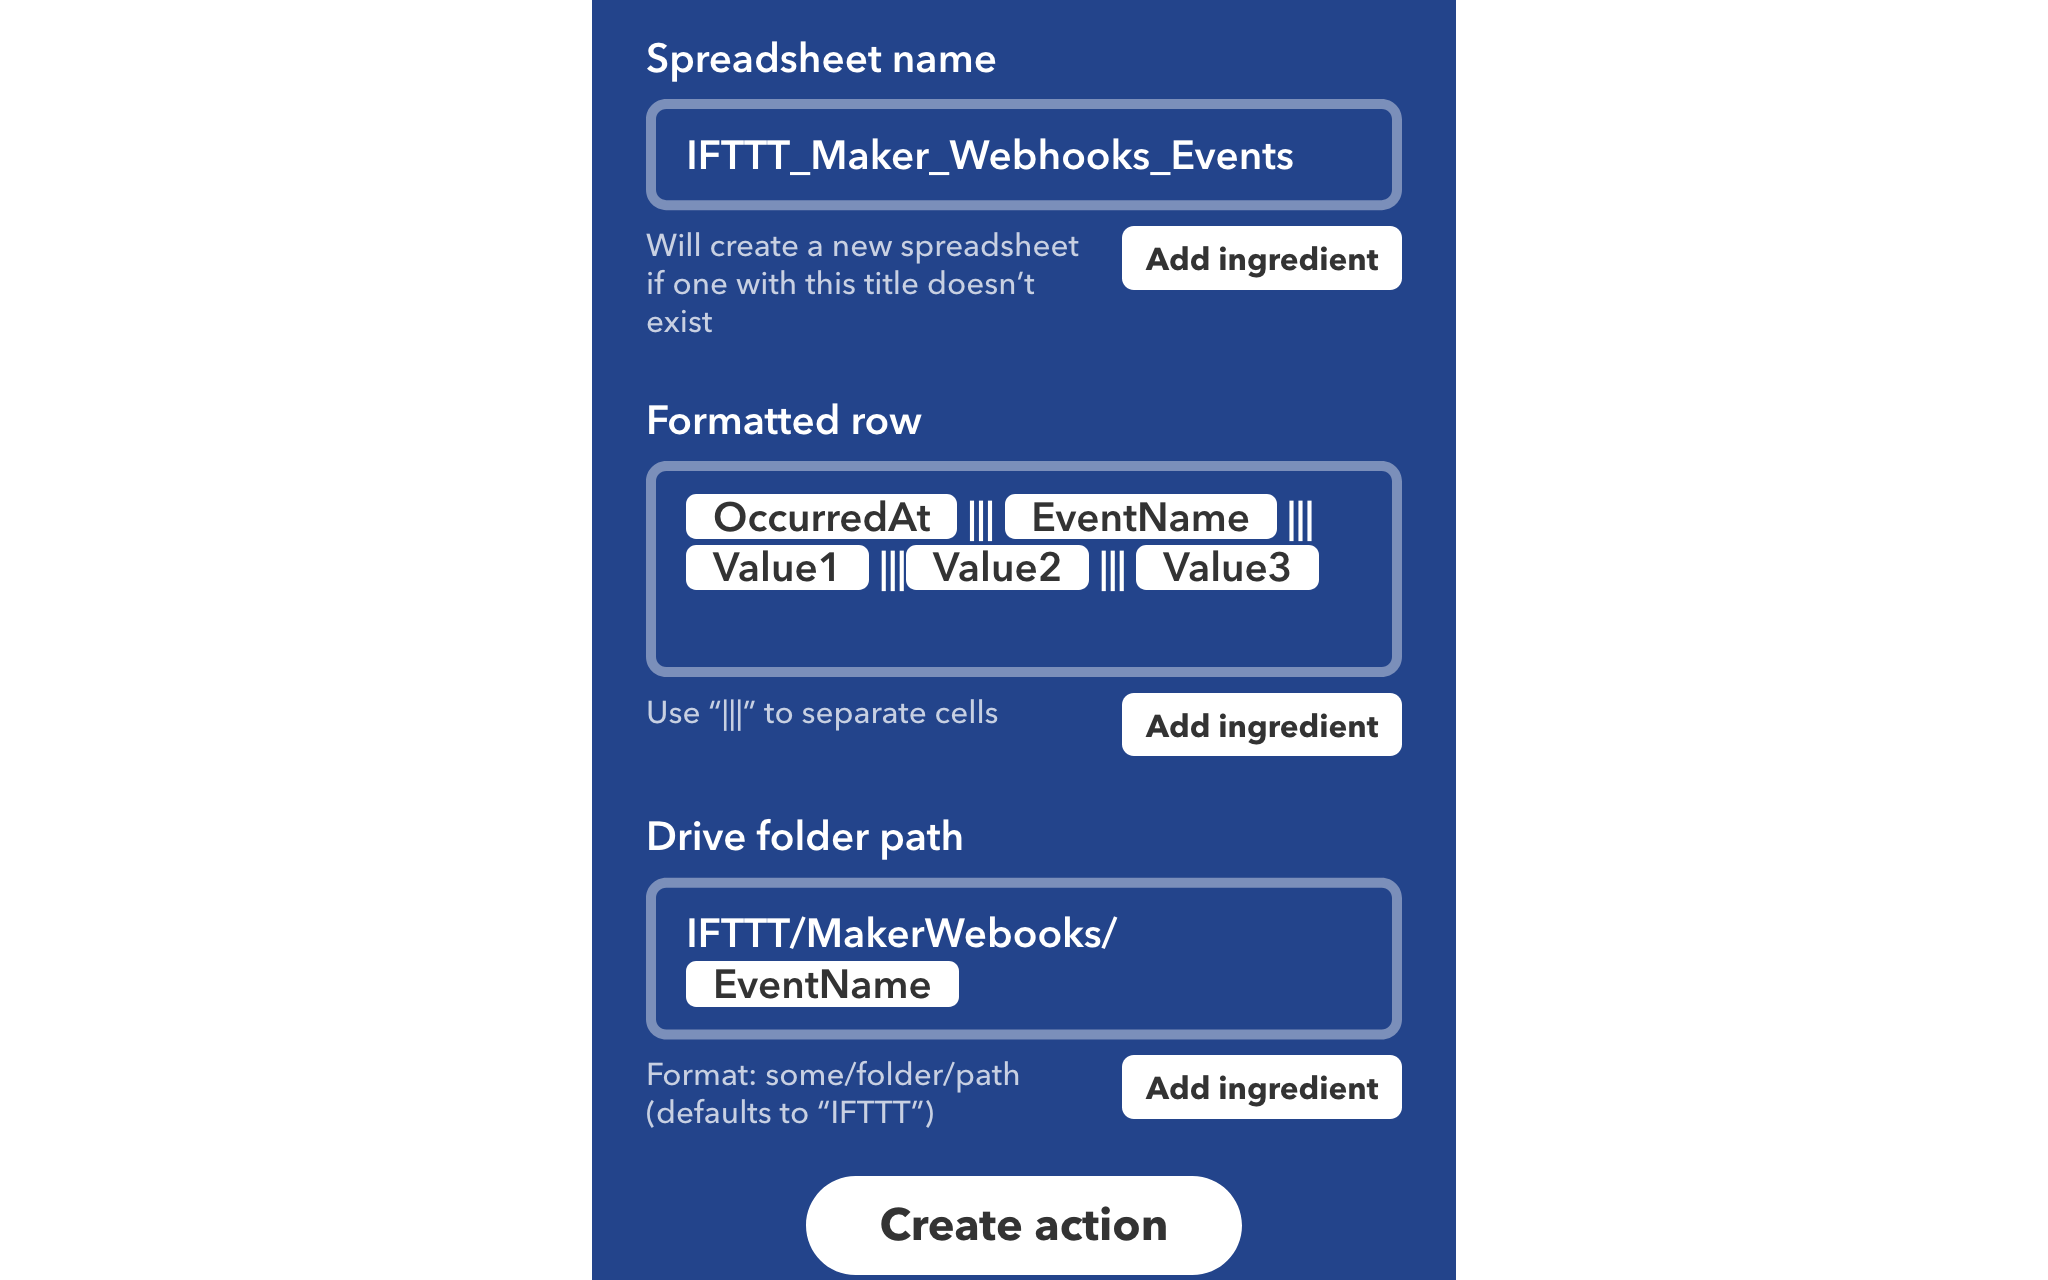 Spreadsheet name
IFTTT_Maker_Webhooks_Events
Will create a new spreadsheet
if one with this title doesn’t
exist
Add ingredient
Formatted row
OccurredAt ||| EventName |||
Value1 |||Value2 ||| Value3
Use “|||” to separate cells
Add ingredient
Drive folder path
IFTTT/MakerWebooks/
EventName
Format: some/folder/path
(defaults to “IFTTT”)
Add ingredient
Create action